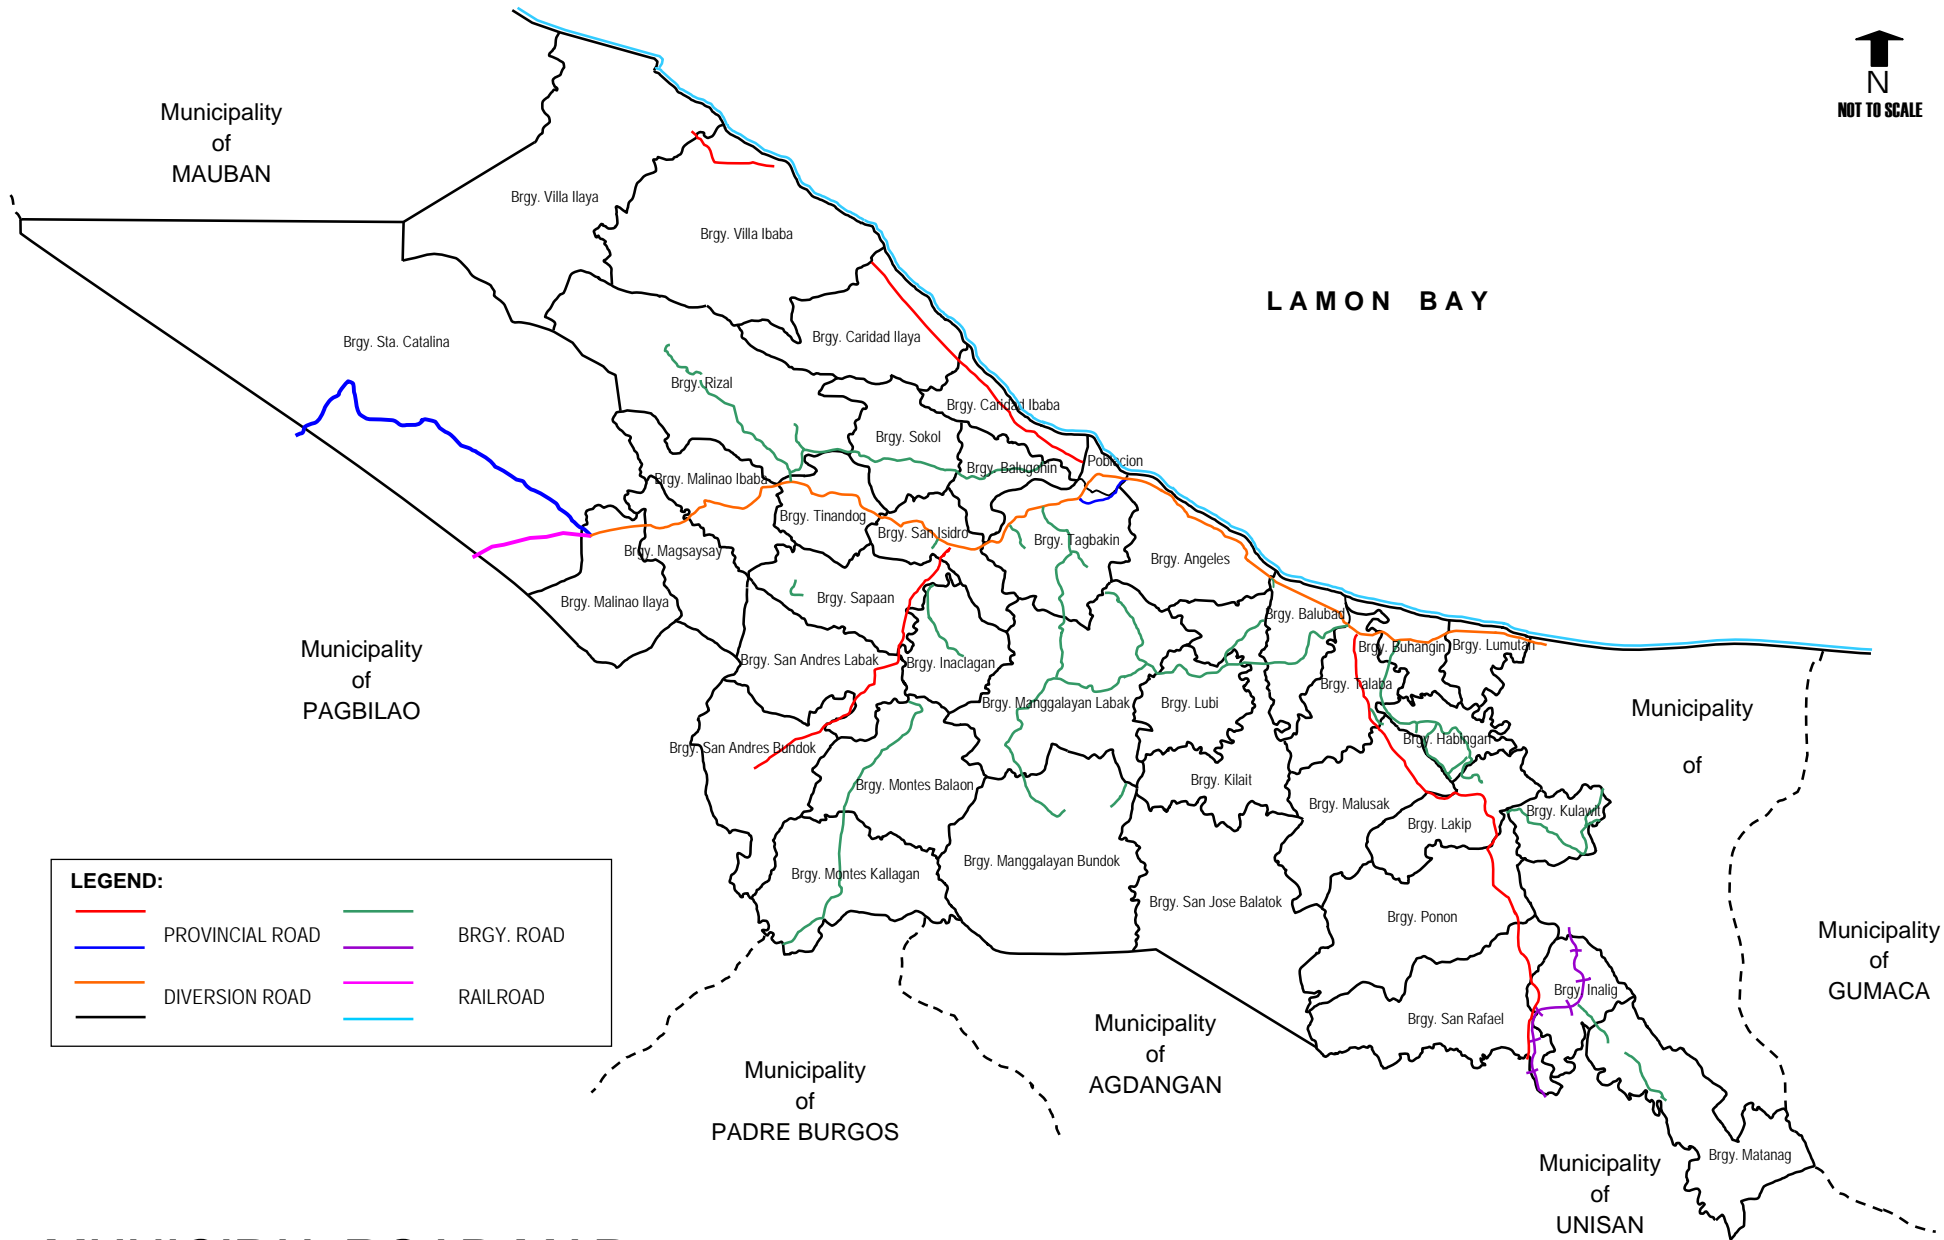 N
NOT TO SCALE
Municipality
of
MAUBAN
Brgy. Villa Ilaya
Brgy. Villa Ibaba
LAMON BAY
Brgy. Sta. Catalina
Brgy. Caridad Ilaya
Brgy. Rizal
Brgy. Caridad Ibaba
Brgy. Sokol
Brgy. Balugohin
Poblacion
Brgy. Malinao Ibaba
Brgy. Tinandog
Brgy. San Isidro
Brgy. Tagbakin
Brgy. Magsaysay
Brgy. Angeles
Brgy. Malinao Ilaya
Brgy. Sapaan
Brgy. Balubad
Brgy. Buhangin
Brgy. Lumutan
Municipality
of
PAGBILAO
Brgy. San Andres Labak
Brgy. Inaclagan
Brgy. Talaba
Brgy. Manggalayan Labak
Brgy. Lubi
Municipality
of
Brgy. San Andres Bundok
Brgy. Habingan
Brgy. Montes Balaon
Brgy. Kilait
Brgy. Malusak
Brgy. Kulawit
Brgy. Lakip
Brgy. Manggalayan Bundok
Brgy. Montes Kallagan
Brgy. San Jose Balatok
Brgy. Ponon
LEGEND:
PROVINCIAL ROAD
BRGY. ROAD
DIVERSION ROAD
RAILROAD
Municipality
of
GUMACA
Brgy. Inalig
Brgy. San Rafael
Municipality
of
AGDANGAN
Municipality
of
PADRE BURGOS
Brgy. Matanag
Municipality
of
UNISAN